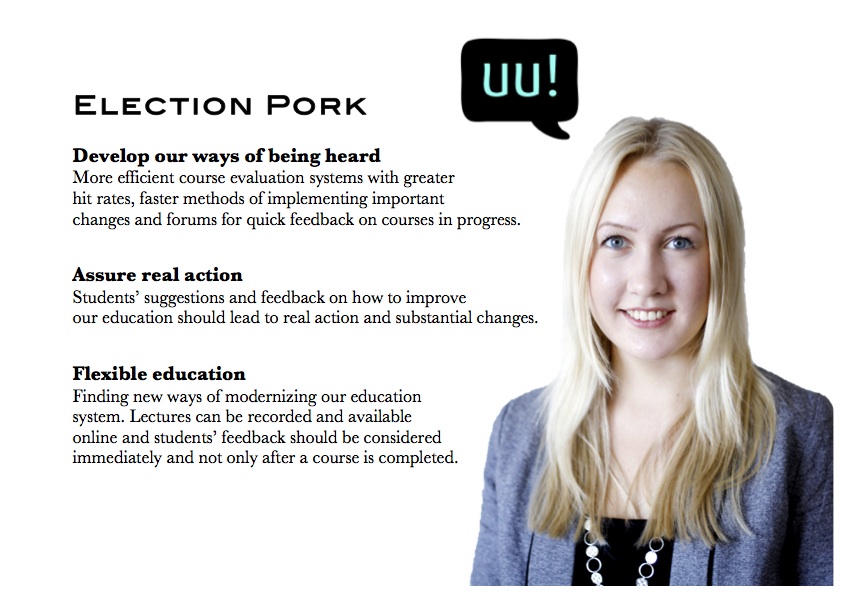 uu!
Election Pork
Develop our ways of being heard
More efficient course evaluation systems with greater
hit rates, faster methods of implementing important
changes and forums for quick feedback on courses in progress.
Assure real action
Students’ suggestions and feedback on how to improve
our education should lead to real action and substantial changes.
Flexible education
Finding new ways of modernizing our education
system. Lectures can be recorded and available
online and students’ feedback should be considered
immediately and not only after a course is completed.